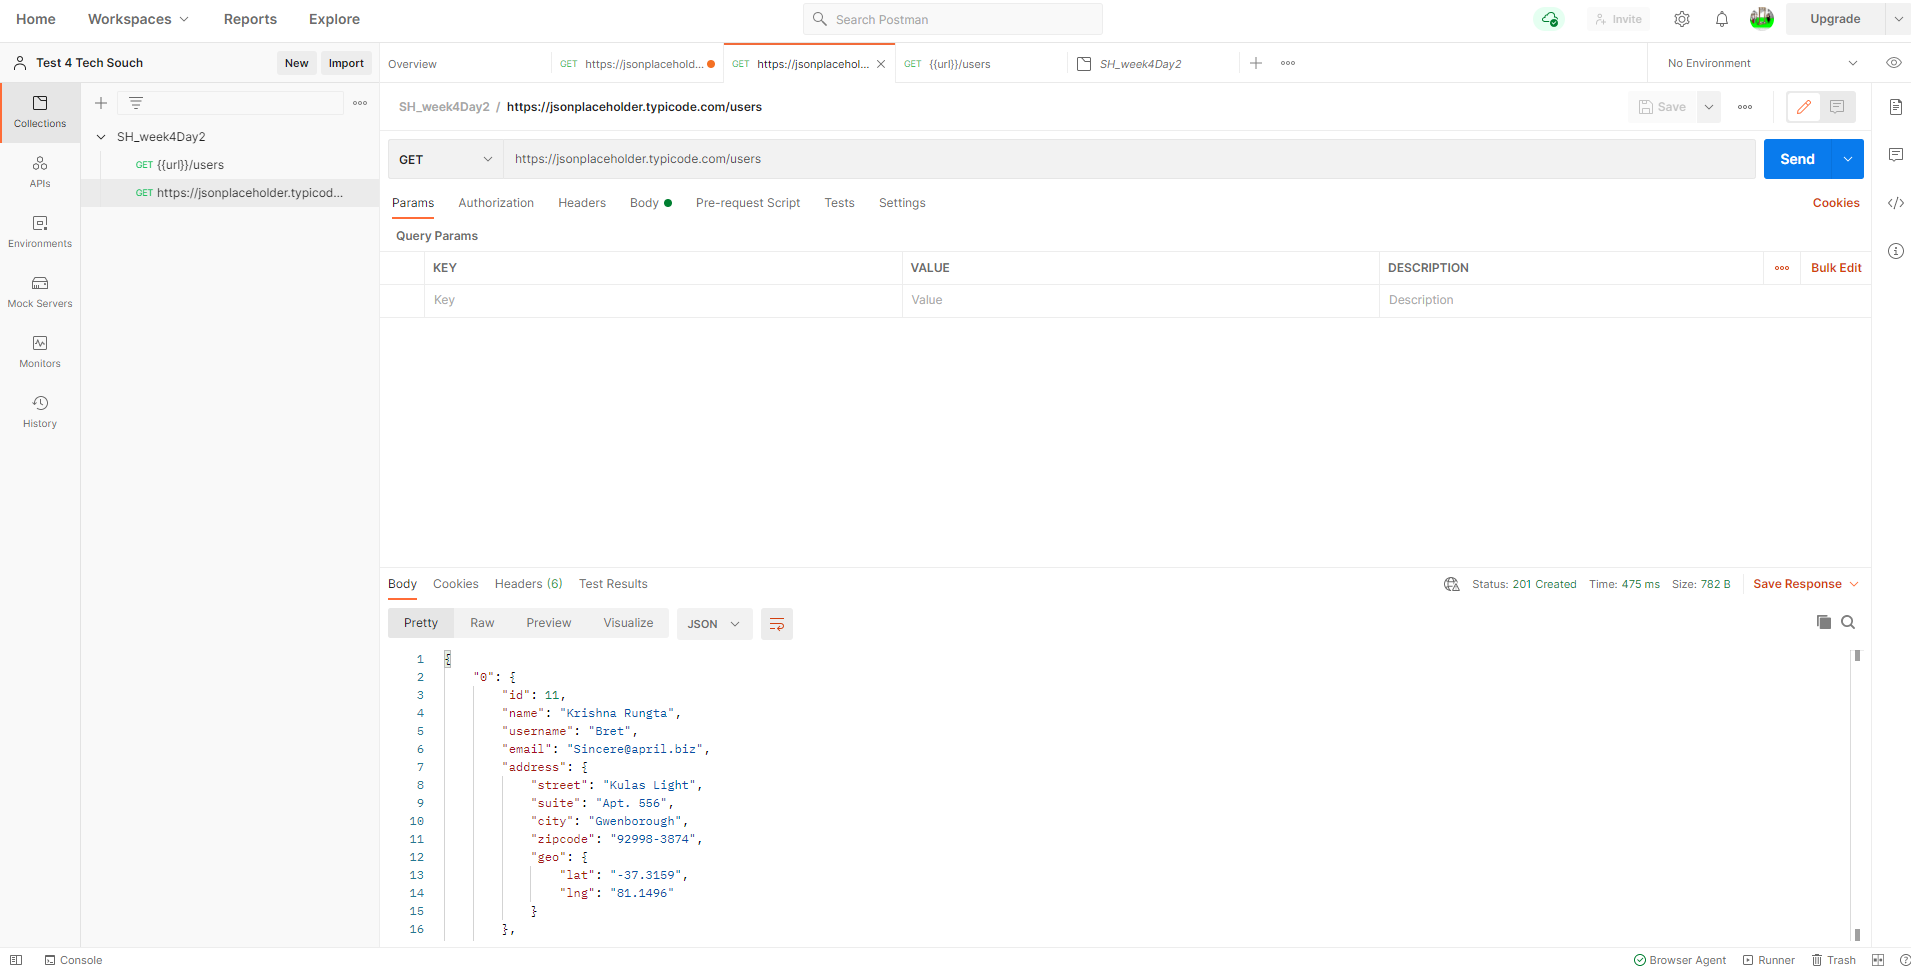 Home Workspaces Reports Explore Search Postman Invite Upgrade
Test 4 Tech Souch New Import Overview GET https://jsonplacehold... GET https://jsonplacehol... GET {{url}}/users SH_week4Day2 No Environment
SH_week4Day2 / https://jsonplaceholder.typicode.com/users Save
Collections
SH_week4Day2
GET {{url}}/users
GET https://jsonplaceholder.typicod...
APIs
Environments
Mock Servers
Monitors
History
GET https://jsonplaceholder.typicode.com/users Send
Params Authorization Headers Body Pre-request Script Tests Settings Cookies
Query Params
KEY VALUE DESCRIPTION Bulk Edit
Key Value Description
Body Cookies Headers (6) Test Results Status: 201 Created Time: 475 ms Size: 782 B Save Response
Pretty Raw Preview Visualize JSON
1 {
2 "0": {
3 "id": 11,
4 "name": "Krishna Rungta",
5 "username": "Bret",
6 "email": "Sincere@april.biz",
7 "address": {
8 "street": "Kulas Light",
9 "suite": "Apt. 556",
10 "city": "Gwenborough",
11 "zipcode": "92998-3874",
12 "geo": {
13 "lat": "-37.3159",
14 "lng": "81.1496"
15 }
16 },
Console Browser Agent Runner Trash